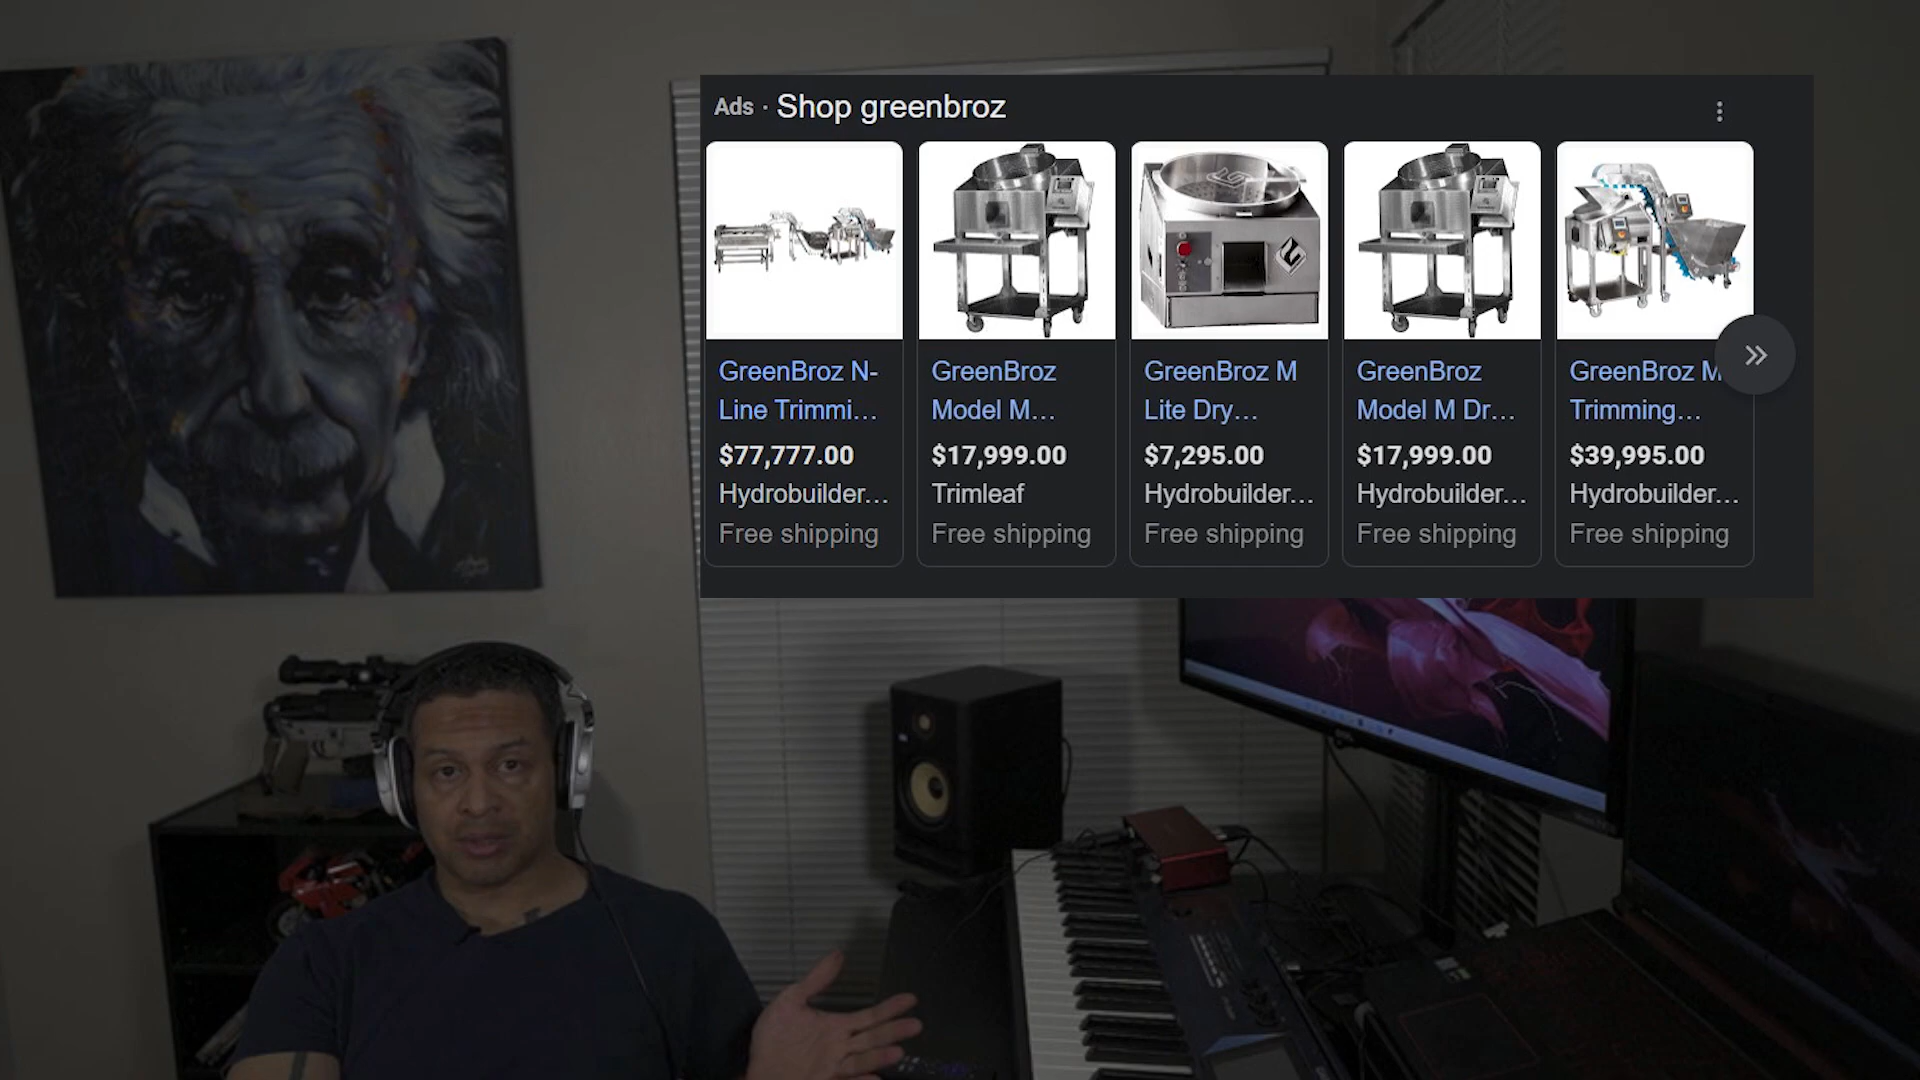 Ads · Shop greenbroz
GreenBroz N-
Line Trimmi...
$77,777.00
Hydrobuilder...
Free shipping
GreenBroz
Model M...
$17,999.00
Trimleaf
Free shipping
GreenBroz M
Lite Dry...
$7,295.00
Hydrobuilder...
Free shipping
GreenBroz
Model M Dr...
$17,999.00
Hydrobuilder...
Free shipping
GreenBroz M
Trimming...
$39,995.00
Hydrobuilder...
Free shipping